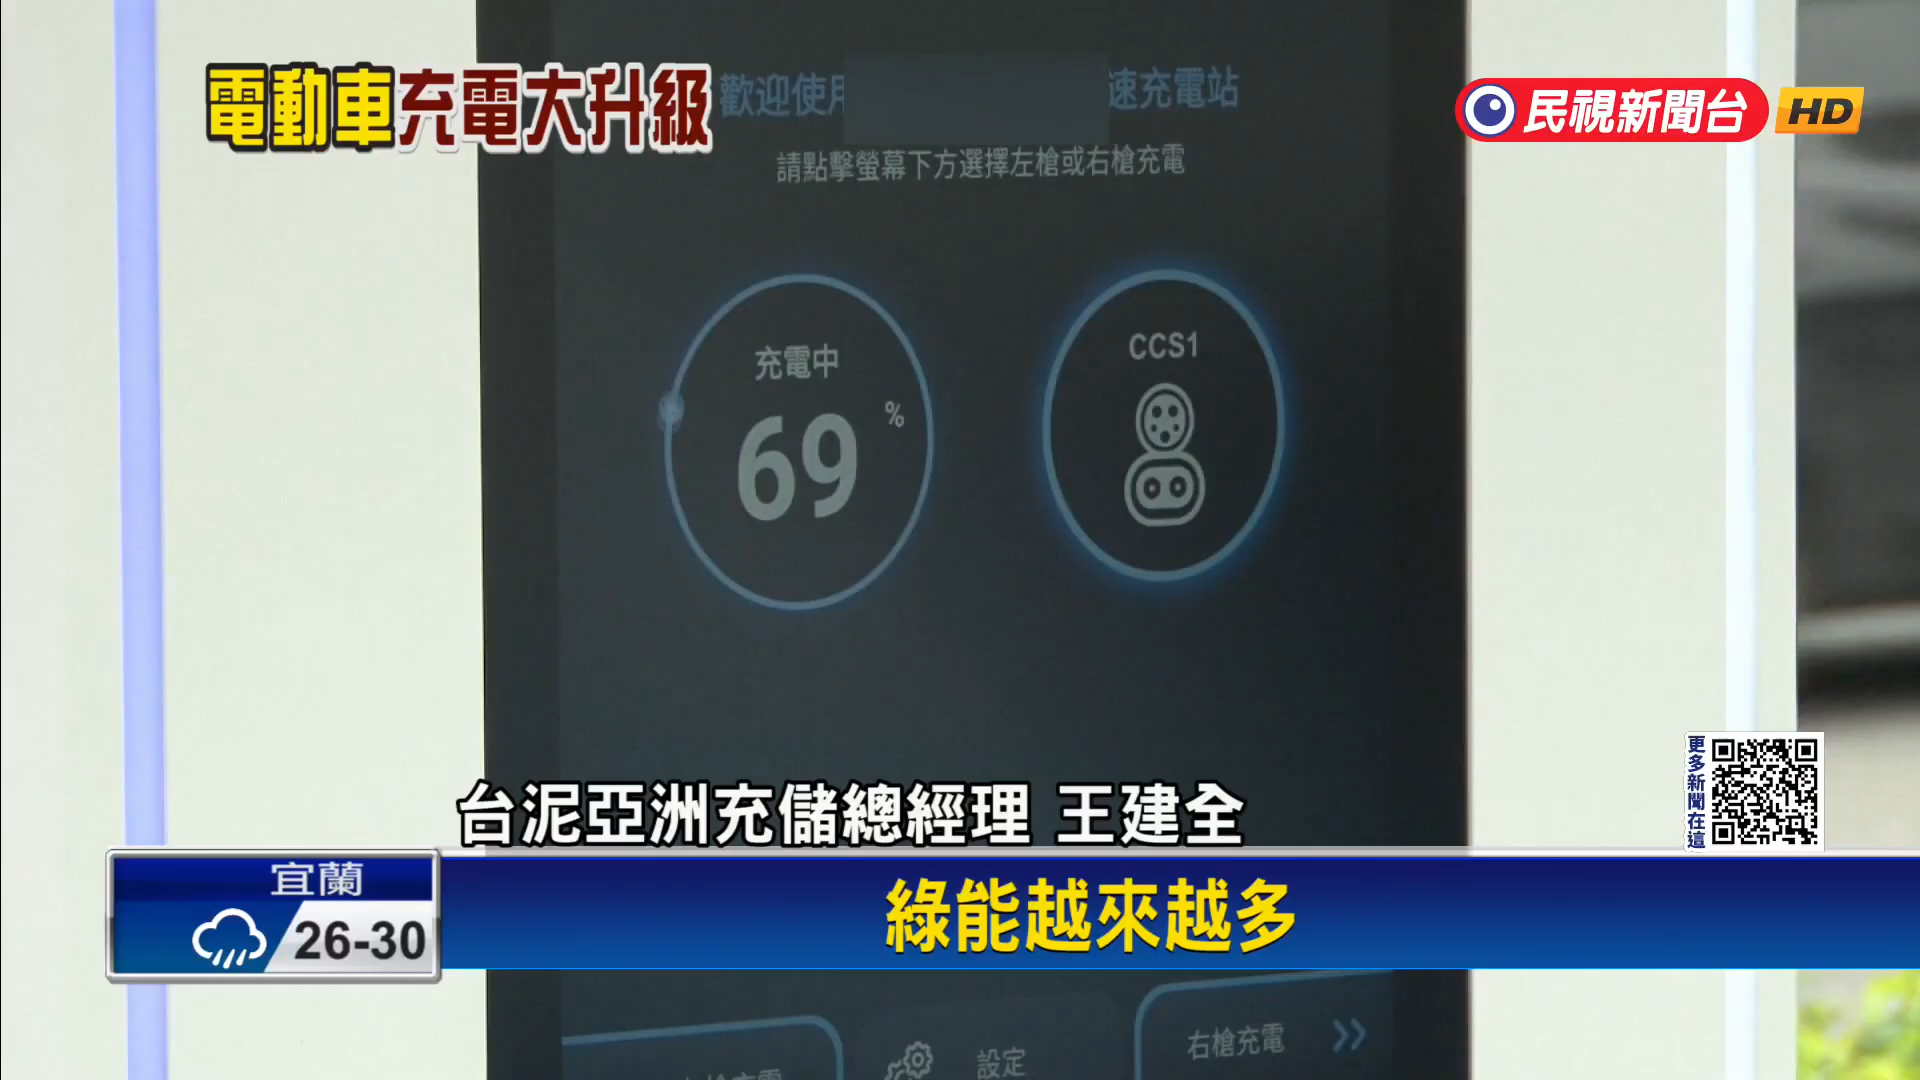 電動車充電大升級
歡迎使用 速充電站
民視新聞台 HD
請點擊螢幕下方選擇左槍或右槍充電
充電中
69 %
CCS1
更多新聞在這
台泥亞洲充儲總經理 王建全
宜蘭
26-30
綠能越來越多
設定
右槍充電